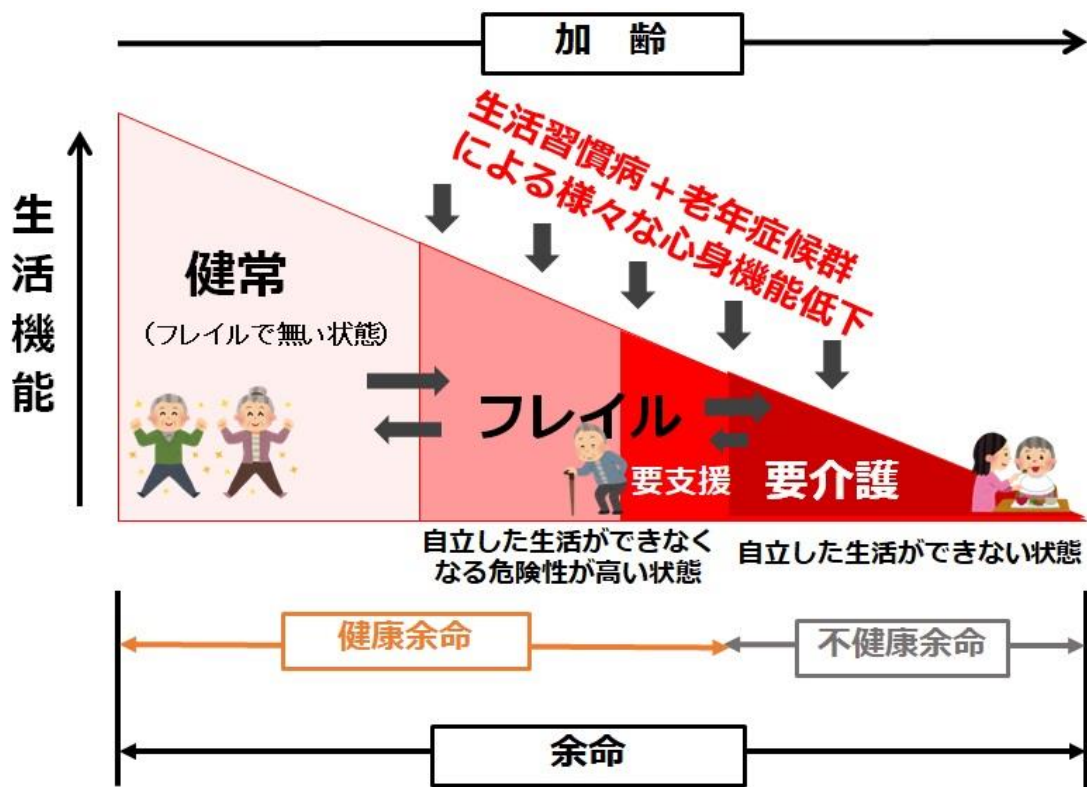 加 齢
生活習慣病+老年症候群
による様々な心身機能低下
生活機能
健常
(フレイルで無い状態)
フレイル
要支援
要介護
自立した生活ができなく
なる危険性が高い状態
自立した生活ができない状態
健康余命
不健康余命
余命